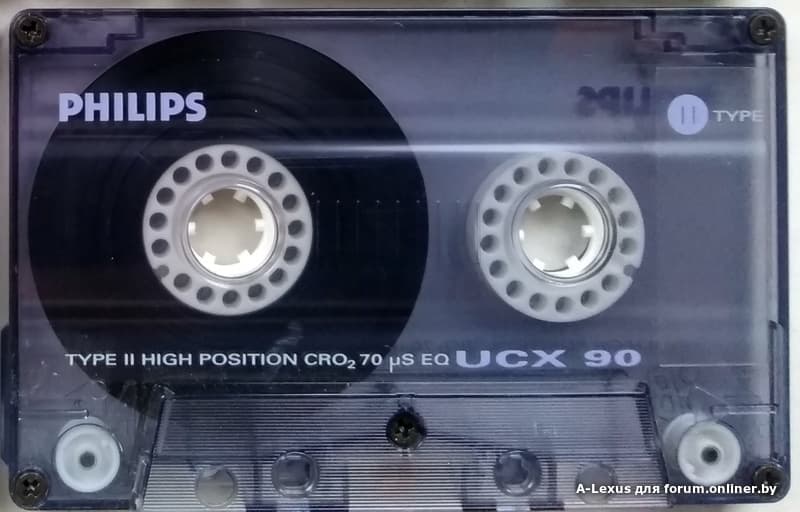 PHILIPS
II TYPE
TYPE II HIGH POSITION CRO₂ 70 µS EQ UCX 90
A-Lexus для forum.onliner.by